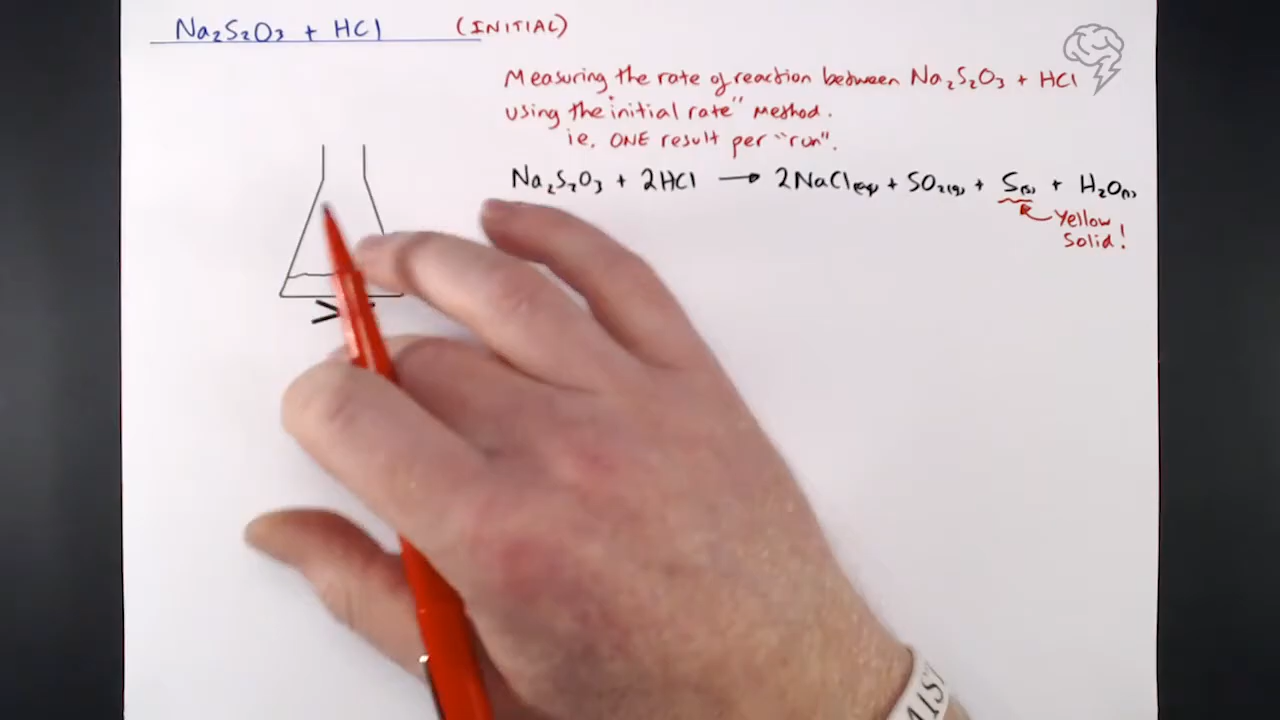 Na₂S₂O₃ + HCl (INITIAL)
Measuring the rate of reaction between Na₂S₂O₃ + HCl
using the "initial rate" method.
ie, ONE result per "run".
Na₂S₂O₃ + 2HCl → 2NaCl(aq) + SO₂(g) + S(s) + H₂O(l)
Yellow
Solid!